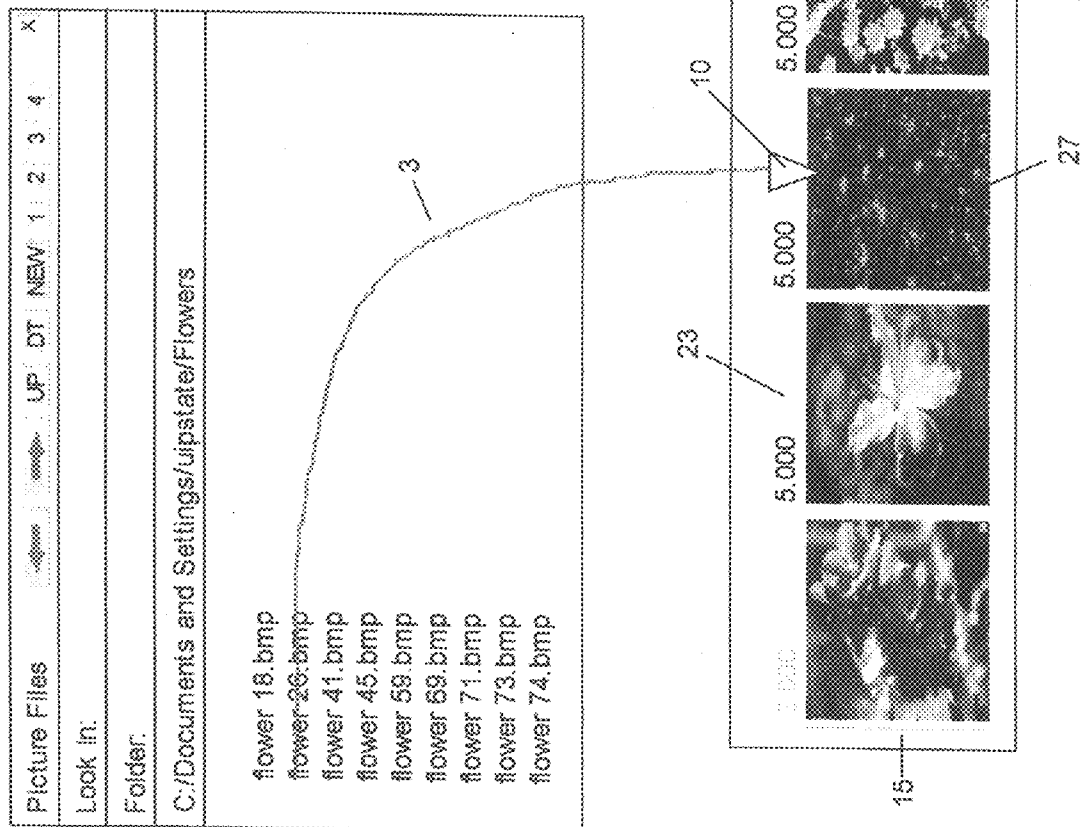 Picture Files UP DT NEW 1 2 3 4 X
Look In:
Folder:
C:/Documents and Settings/uipstate/Flowers
flower 18.bmp
flower 26.bmp
flower 41.bmp
flower 45.bmp
flower 59.bmp
flower 69.bmp
flower 71.bmp
flower 73.bmp
flower 74.bmp
3
23
10
5.000 5.000 5.000
15
27